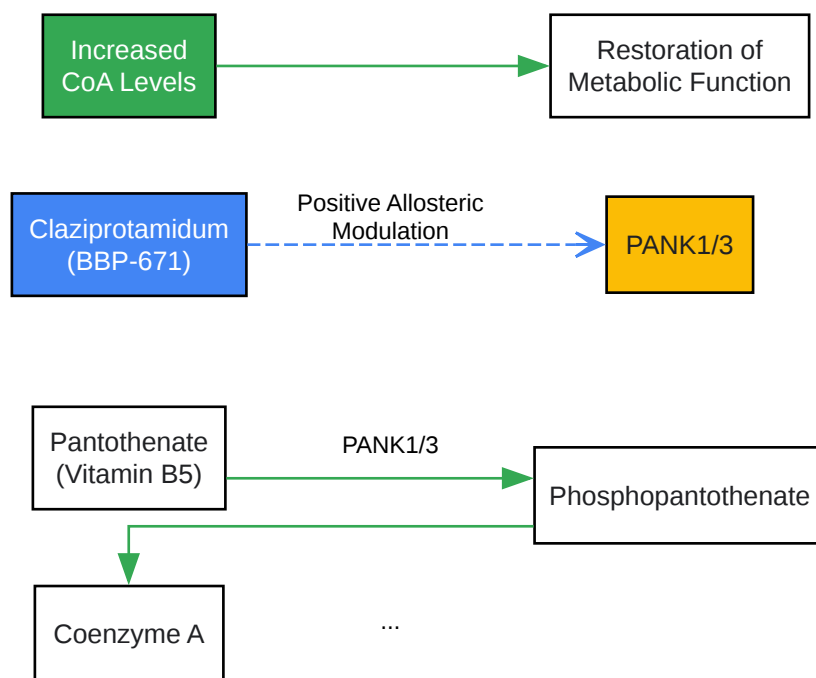 Increased
CoA Levels
Restoration of
Metabolic Function
Claziprotamidum
(BBP-671)
Positive Allosteric
Modulation
PANK1/3
Pantothenate
(Vitamin B5)
PANK1/3
Phosphopantothenate
Coenzyme A
...